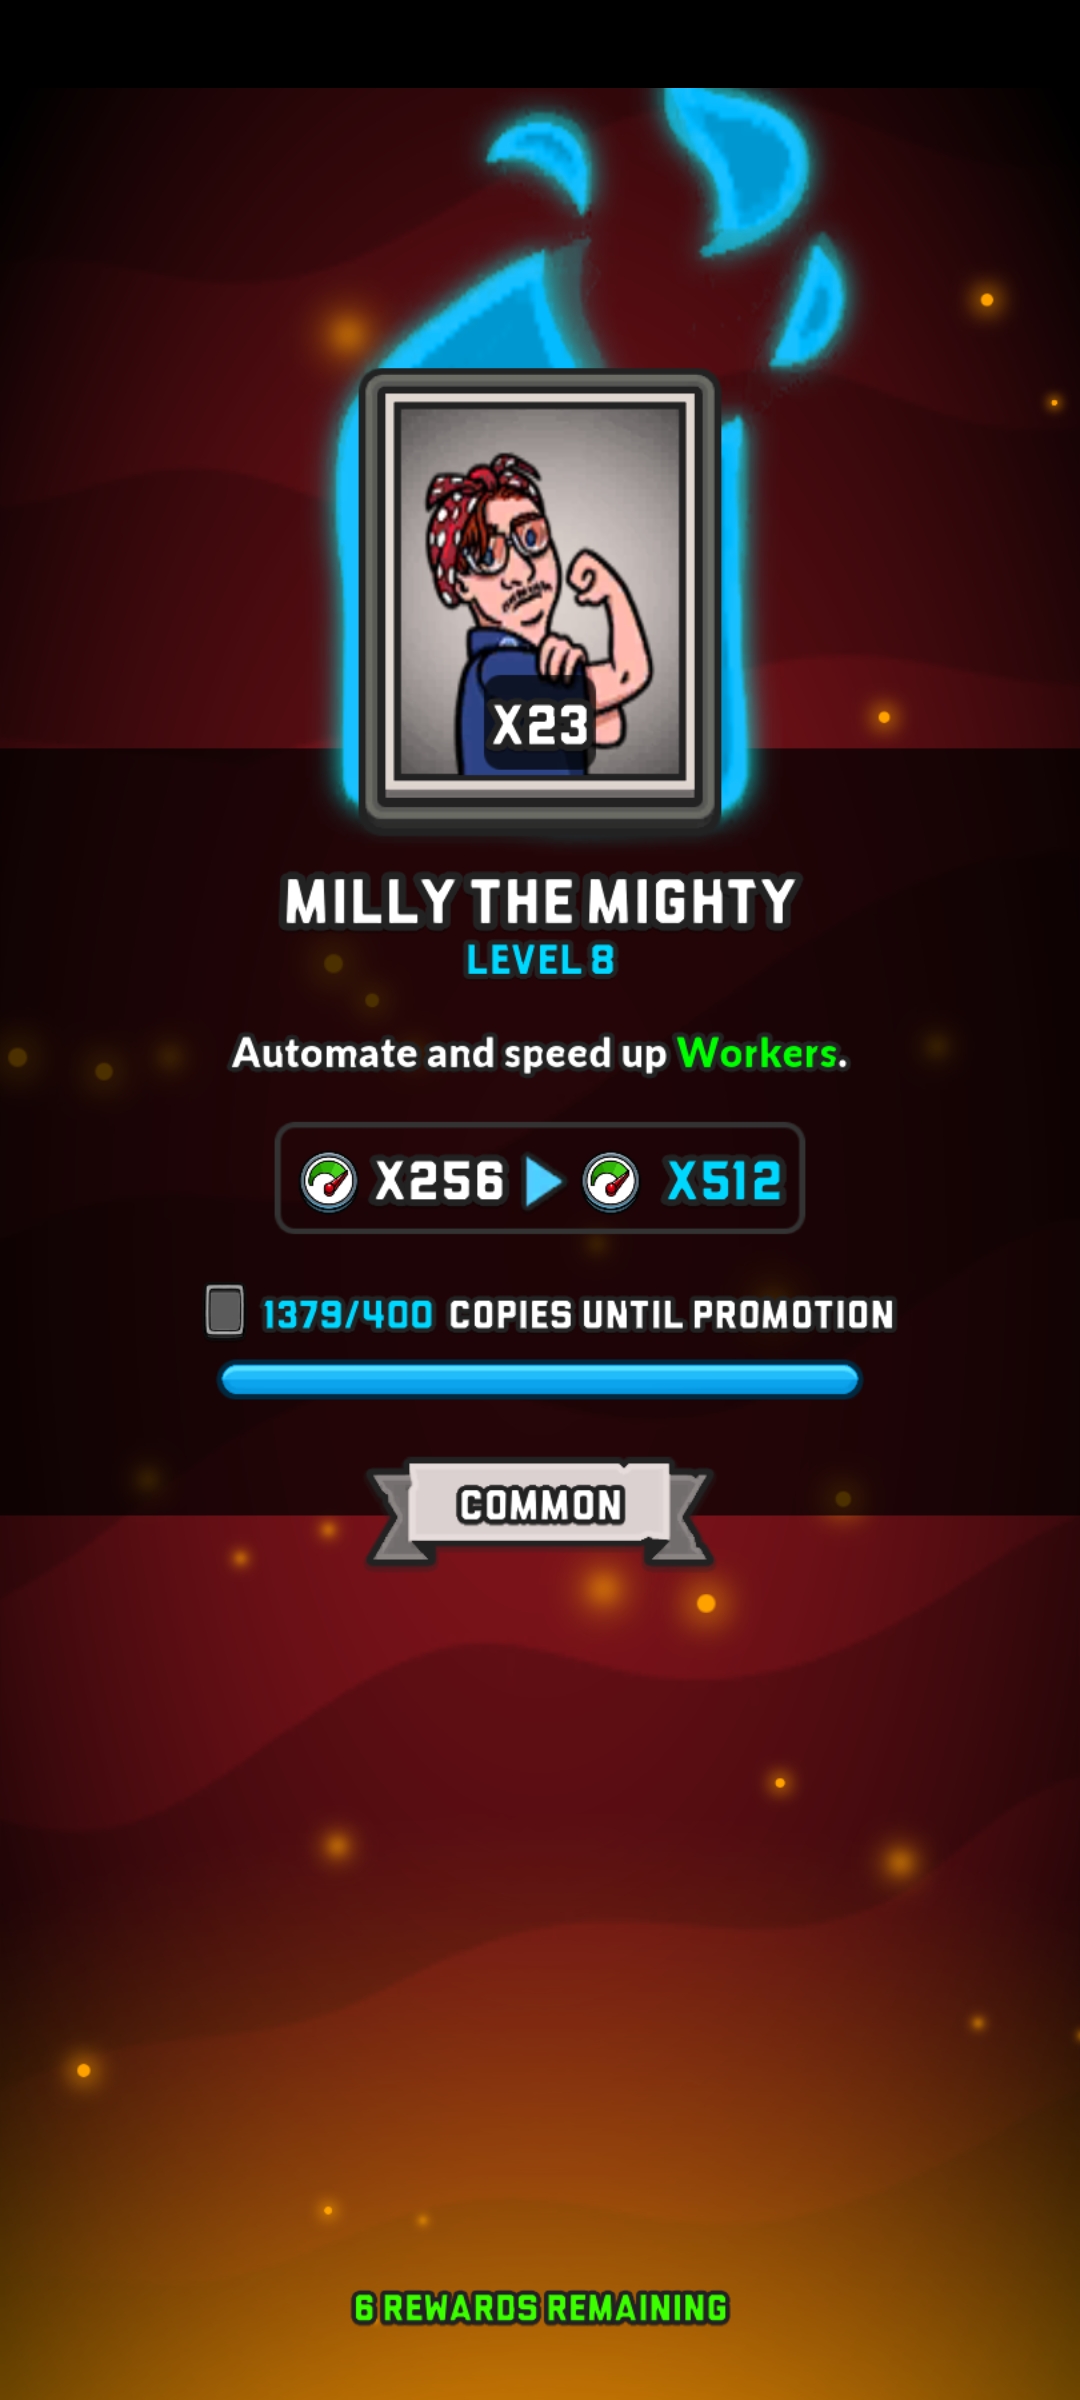 X23
MILLY THE MIGHTY
LEVEL 8
Automate and speed up Workers.
X256 X512
1379/400 COPIES UNTIL PROMOTION
COMMON
6 REWARDS REMAINING